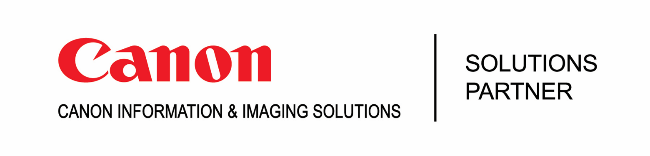 Canon
CANON INFORMATION & IMAGING SOLUTIONS
SOLUTIONS
PARTNER